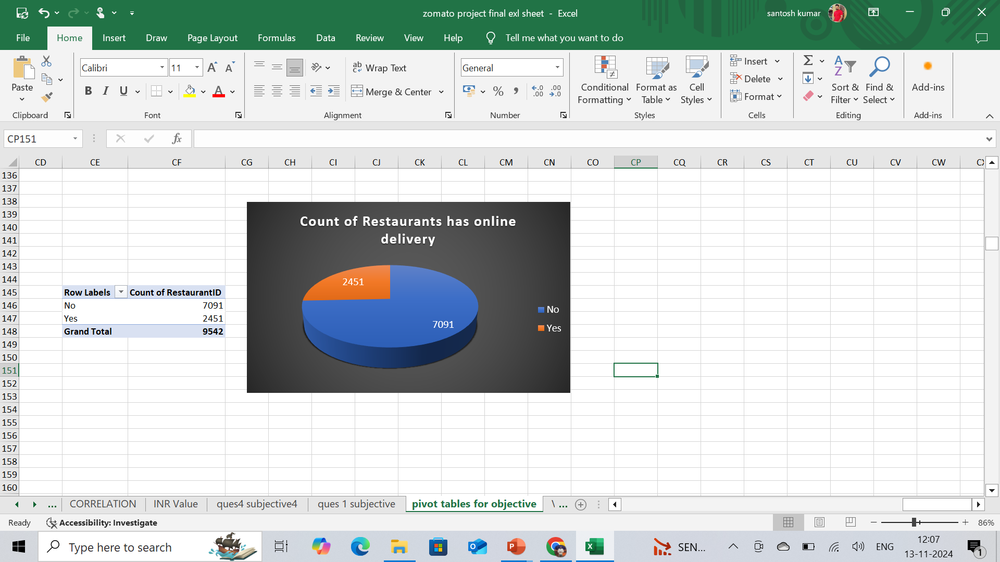 zomato project final exl sheet - Excel
santosh kumar
File Home Insert Draw Page Layout Formulas Data Review View Help Tell me what you want to do
Paste
Clipboard
Calibri 11
B I U
Font
Wrap Text
Merge & Center
Alignment
General
Number
Conditional Formatting
Format as Table
Cell Styles
Styles
Insert
Delete
Format
Cells
Sort & Filter
Find & Select
Editing
Add-ins
Add-ins
CP151
fx
CD CE CF CG CH CI CJ CK CL CM CN CO CP CQ CR CS CT CU CV CW
136
137
138
139
140
141
142
143
144
145
146
147
148
149
150
151
152
153
154
155
156
157
158
159
160
Row Labels Count of RestaurantID
No 7091
Yes 2451
Grand Total 9542
Count of Restaurants has online
delivery
2451
7091
No
Yes
... CORRELATION INR Value ques4 subjective4 ques 1 subjective pivot tables for objective ...
Ready Accessibility: Investigate 86%
Type here to search
SEN... ENG
12:07
13-11-2024
1